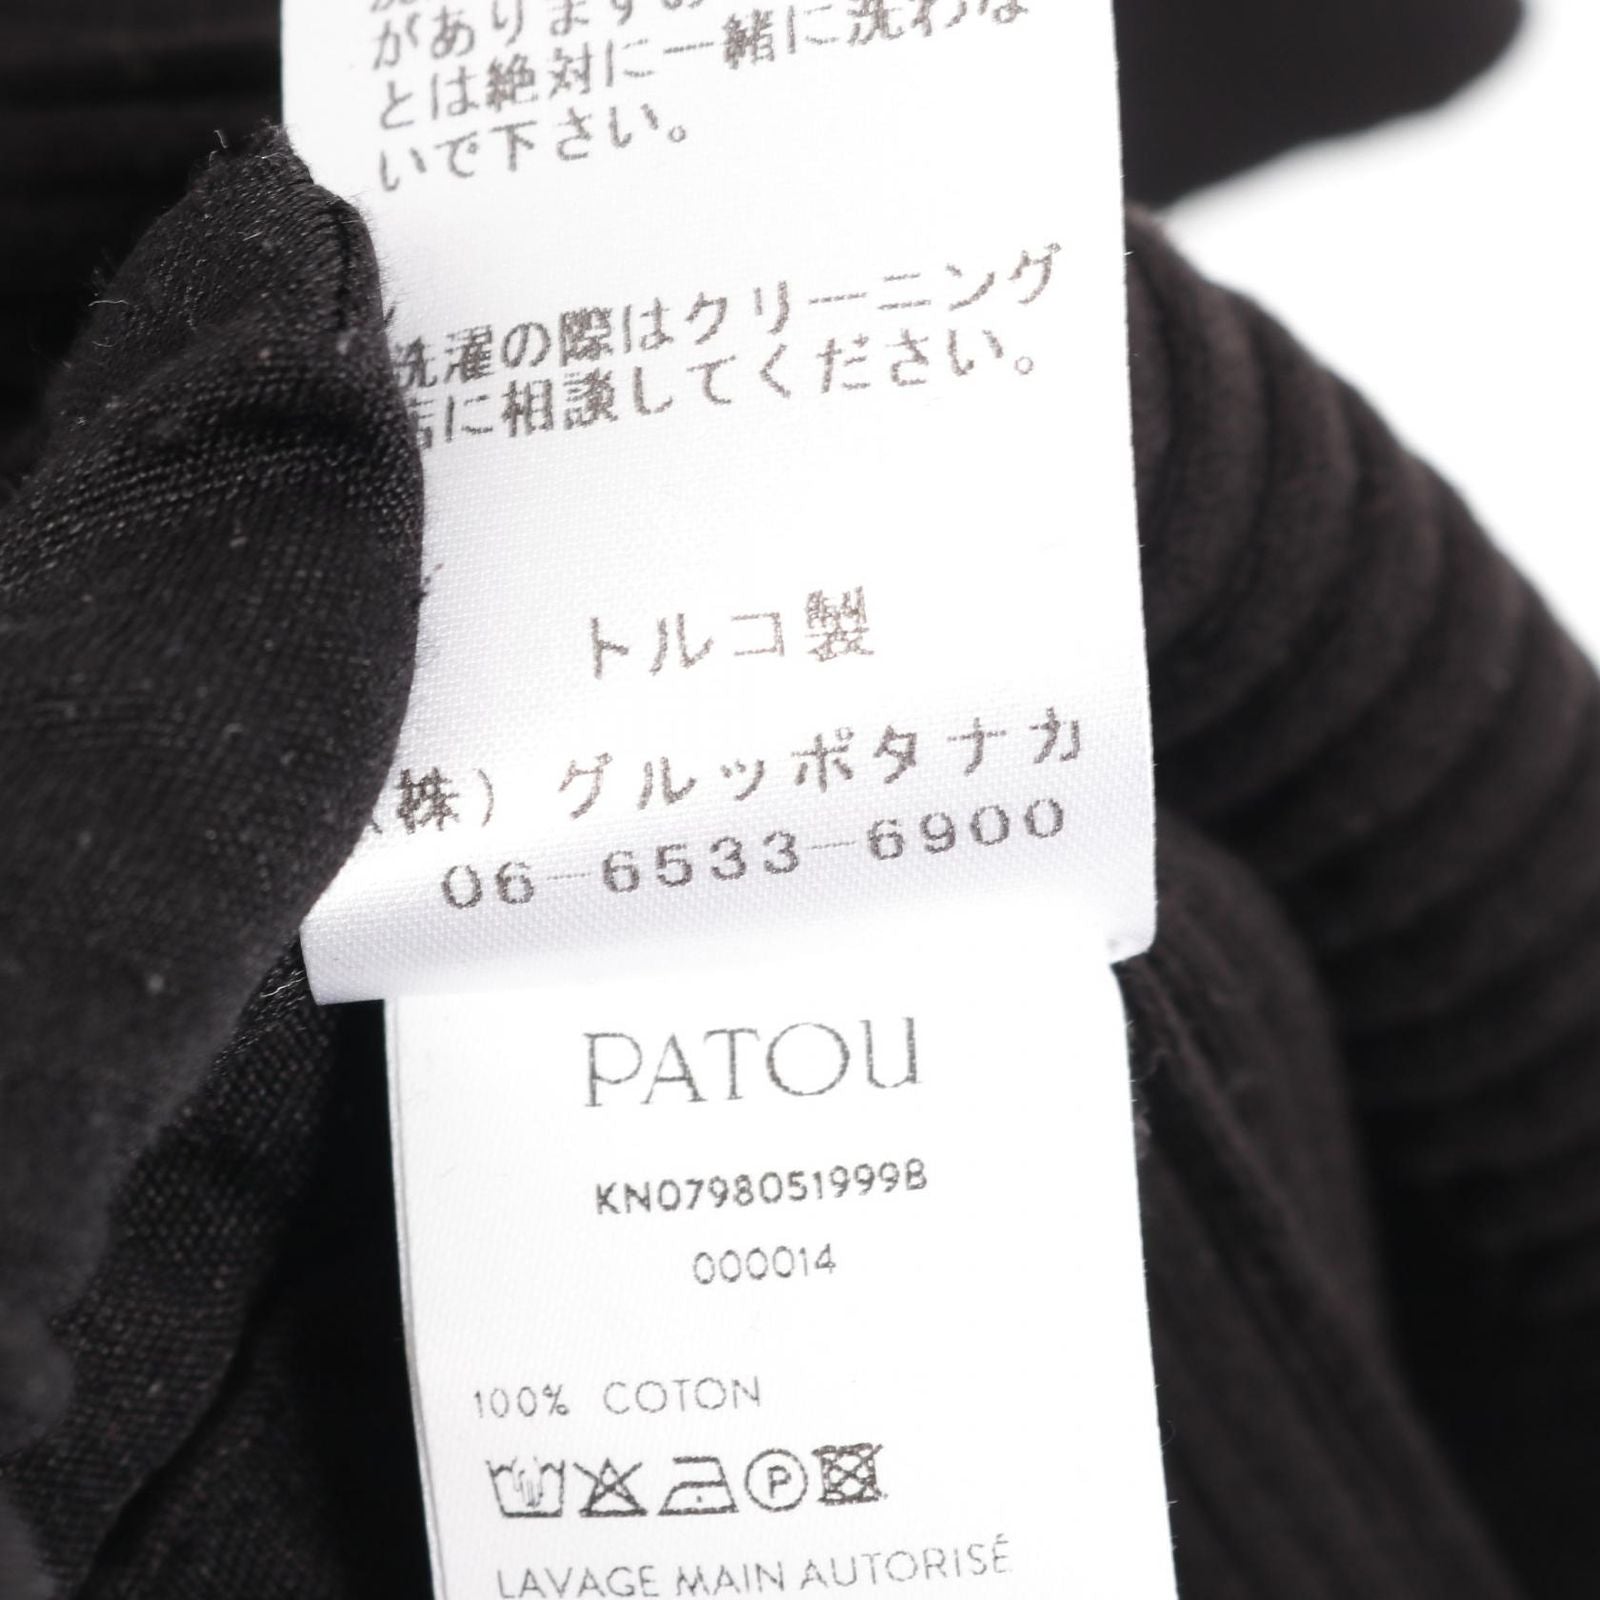 がありますの
とは絶対に一緒に洗わな
いで下さい。
洗濯の際はクリーニング
店に相談してください。
トルコ製
(株) グルッポタナカ
06-6533-6900
PATOU
KN0798051999B
000014
100% COTON
P
LAVAGE MAIN AUTORISÉ